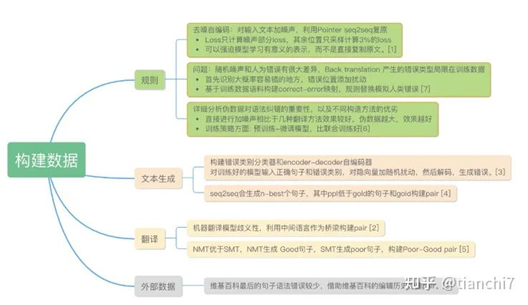 构建数据
规则
去噪自编码：对输入文本加噪声，利用Pointer seq2seq复原
Loss只计算噪声部分loss，其余位置只采样计算3%的loss
可以强迫模型学习有意义的表示，而不是直接复制原文。[1]
问题：随机噪声和人为错误有很大差异，Back translation 产生的错误类型局限在训练数据
首先识别大概率容易错的地方，错误位置添加扰动
基于训练数据语料构建correct-error映射，规则替换模拟人类错误 [7]
详细分析伪数据对语法纠错的重要性，以及不同构造方法的优劣
直接进行加噪声相比于几种翻译方法效果较好，伪数据越大、效果越好
训练策略方面: 预训练-微调模型，比联合训练好[6]
文本生成
构建错误类别分类器和encoder-decoder自编码器
对训练好的模型输入正确句子和错误类别，对隐向量加随机扰动，然后解码，生成错误。[3]
seq2seq会生成n-best个句子，其中ppl低于gold的句子和gold构建pair [4]
翻译
机器翻译模型歧义性，利用中间语言作为桥梁构建pair [2]
NMT优于SMT，NMT生成 Good句子，SMT生成poor句子，构建Poor-Good pair [5]
外部数据
维基百科最后的句子语法错误较少，借助维基百科的编辑历史
知乎 @tianchi7